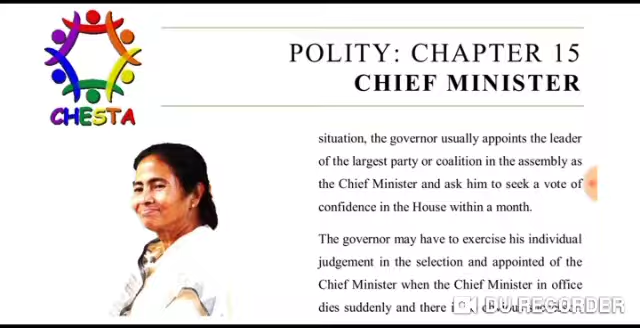 CHESTA
POLITY: CHAPTER 15
CHIEF MINISTER
situation, the governor usually appoints the leader
of the largest party or coalition in the assembly as
the Chief Minister and ask him to seek a vote of
confidence in the House within a month.
The governor may have to exercise his individual
judgement in the selection and appointed of the
Chief Minister when the Chief Minister in office
dies suddenly and there
DU RECORDER